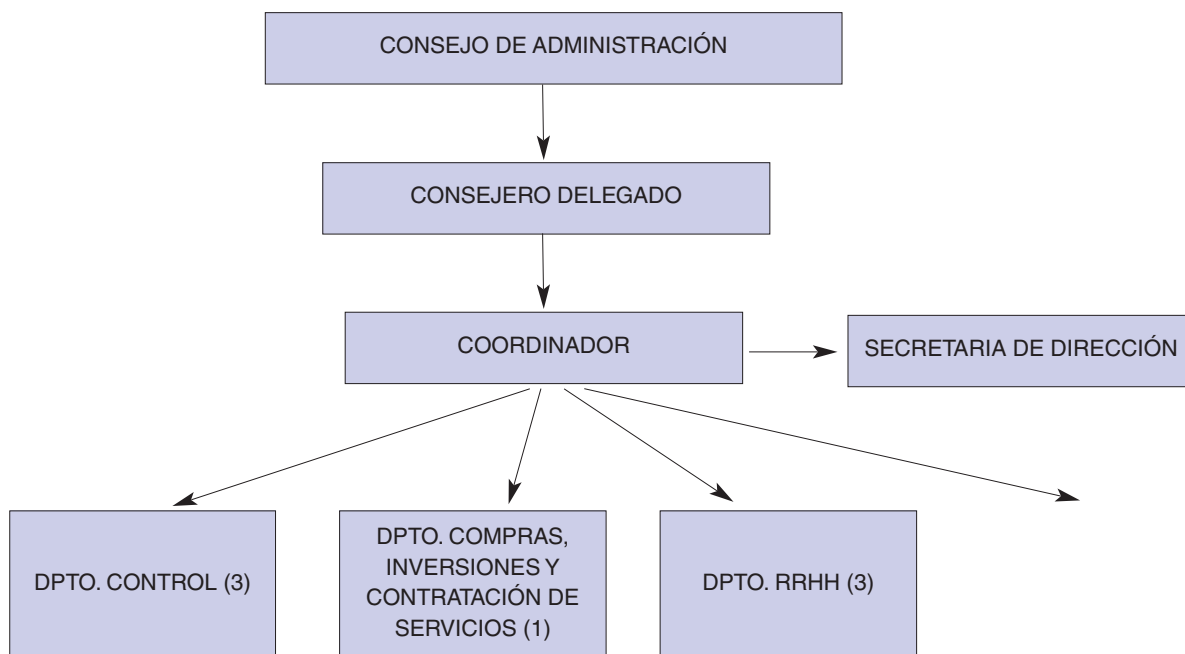 CONSEJO DE ADMINISTRACIÓN
CONSEJERO DELEGADO
COORDINADOR
SECRETARIA DE DIRECCIÓN
DPTO. CONTROL (3)
DPTO. COMPRAS,
INVERSIONES Y
CONTRATACIÓN DE
SERVICIOS (1)
DPTO. RRHH (3)